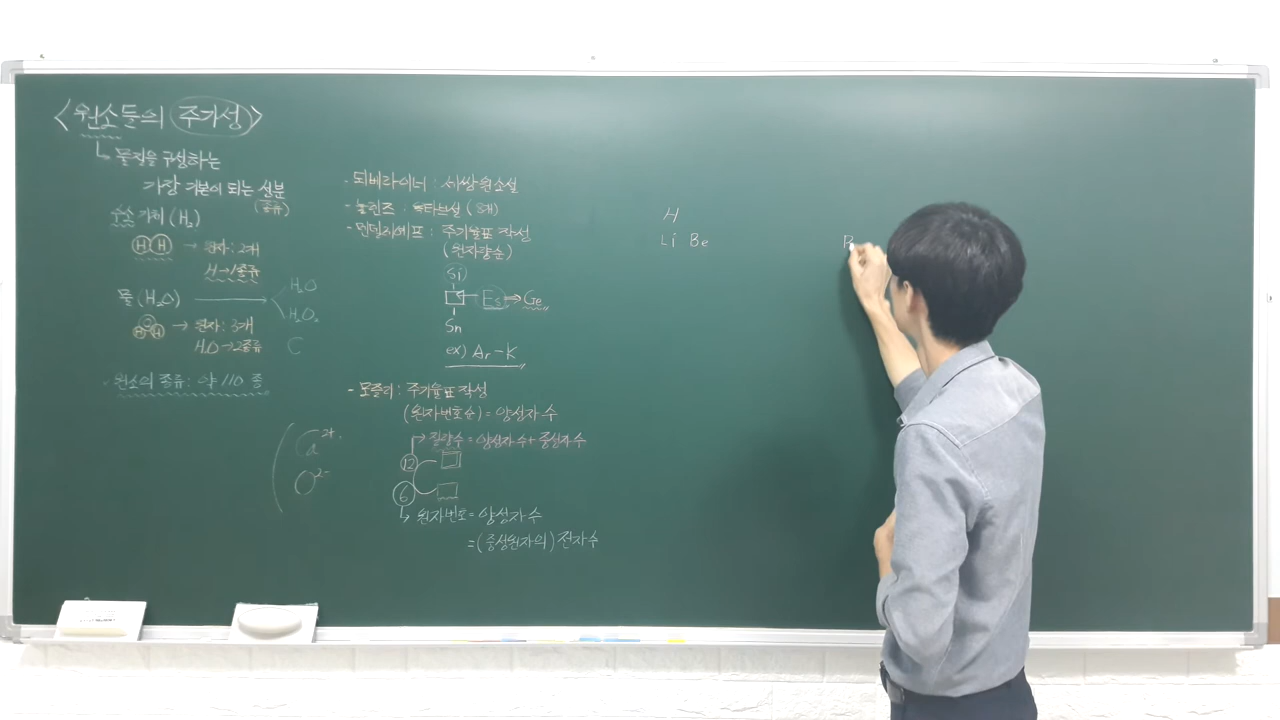 <원소들의 주기성>
↳ 물질을 구성하는
가장 기본이 되는 성분
(종류)
수소 기체 (H₂)
H H → 원자: 2개
H → 1종류
물 (H₂O) → H₂O
H₂O₂
C
H O H → 원자: 3개
H,O → 2종류
· 원소의 종류: 약 110 종
Ca²⁺
O²⁻
- 되베라이너 : 세쌍원소설
- 뉼런즈 : 옥타브설 (8개)
- 멘델레예프 : 주기율표 작성
(원자량순)
Si
Es ⇒ Ge
Sn
ex) Ar - K
- 모즐리 : 주기율표 작성
(원자번호순) = 양성자 수
→ 질량수 = 양성자 수 + 중성자 수
12
6
↳ 원자번호 = 양성자 수
= (중성원자의) 전자 수
H
Li Be B